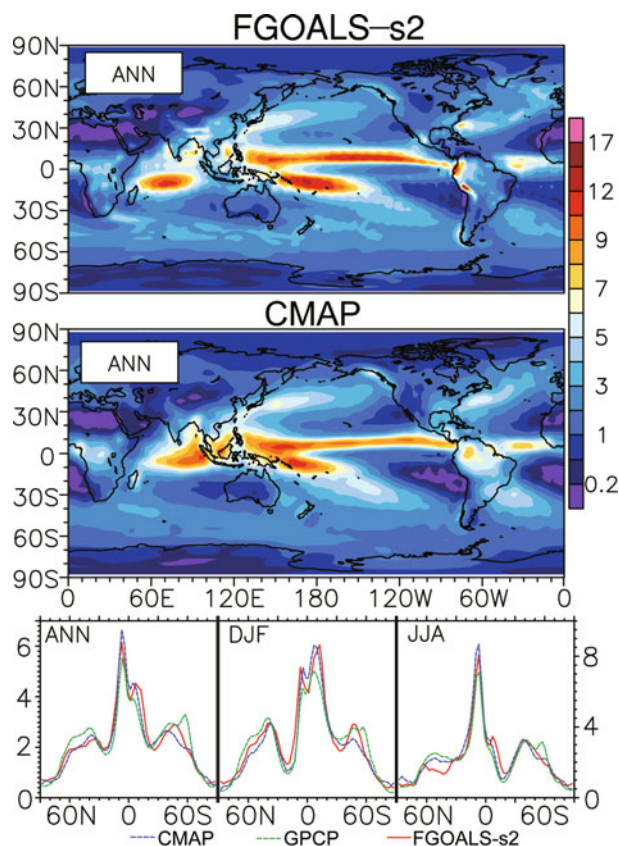 FGOALS–s2
90N
ANN
60N
30N
0
30S
60S
90S
17
12
9
7
5
3
1
0.2
CMAP
90N
ANN
60N
30N
0
30S
60S
90S
0 60E 120E 180 120W 60W 0
6
4
2
0
ANN DJF JJA
8
4
0
60N 0 60S 60N 0 60S 60N 0 60S
CMAP GPCP FGOALS-s2